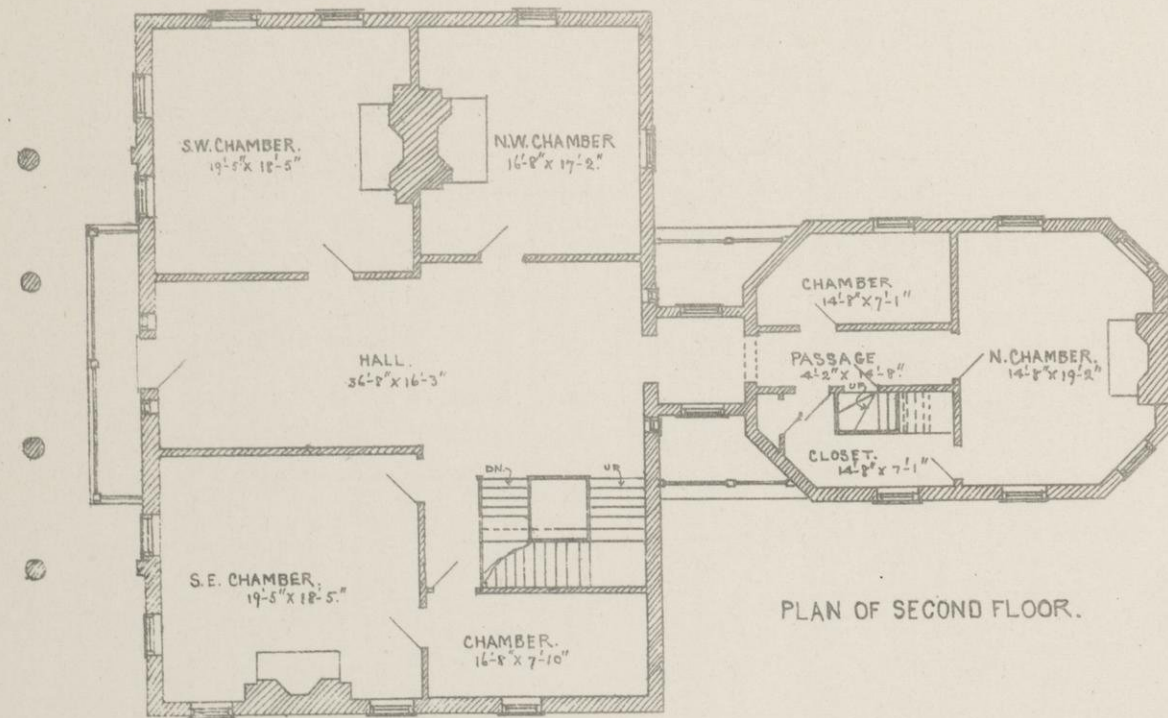 S.W. CHAMBER.
19'-5" X 18'-5"
N.W. CHAMBER
16'-8" X 17'-2."
CHAMBER
14'-8" X 7'-1"
HALL.
36'-8" X 16'-3"
PASSAGE
4'-2" X 14'-8."
UP
N. CHAMBER.
14'-8" X 19'-2"
CLOSET.
14'-8" X 7'-1"
DN.
UP
S.E. CHAMBER.
19'-5" X 18'-5."
CHAMBER.
16'-8" X 7'-10"
PLAN OF SECOND FLOOR.